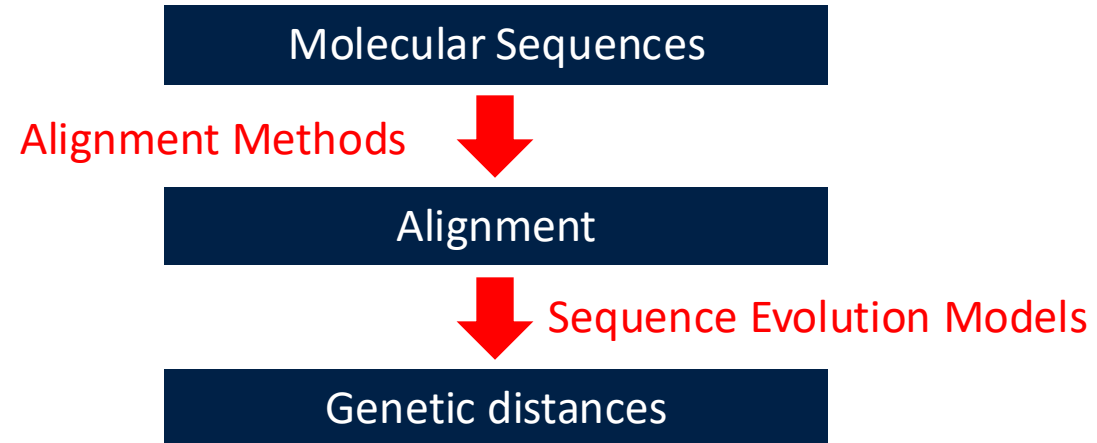 Molecular Sequences
Alignment Methods
Alignment
Sequence Evolution Models
Genetic distances